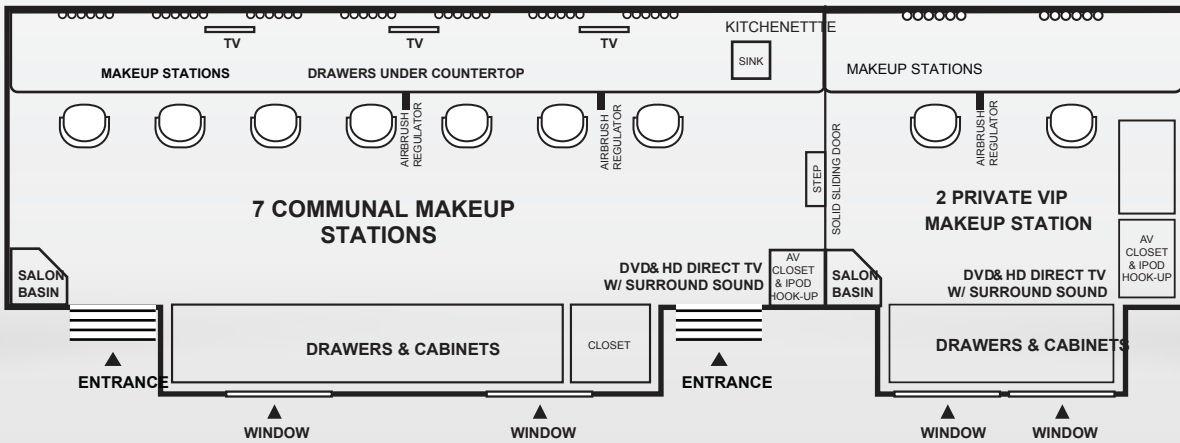 TV
TV
TV
KITCHENETTTE
SINK
MAKEUP STATIONS
DRAWERS UNDER COUNTERTOP
MAKEUP STATIONS
AIRBRUSH
REGULATOR
AIRBRUSH
REGULATOR
AIRBRUSH
REGULATOR
STEP
SOLID SLIDING DOOR
7 COMMUNAL MAKEUP
STATIONS
2 PRIVATE VIP
MAKEUP STATION
SALON
BASIN
DVD& HD DIRECT TV
W/ SURROUND SOUND
AV
CLOSET
& IPOD
HOOK-UP
SALON
BASIN
DVD& HD DIRECT TV
W/ SURROUND SOUND
AV
CLOSET
& IPOD
HOOK-UP
DRAWERS & CABINETS
CLOSET
DRAWERS & CABINETS
ENTRANCE
ENTRANCE
WINDOW
WINDOW
WINDOW
WINDOW